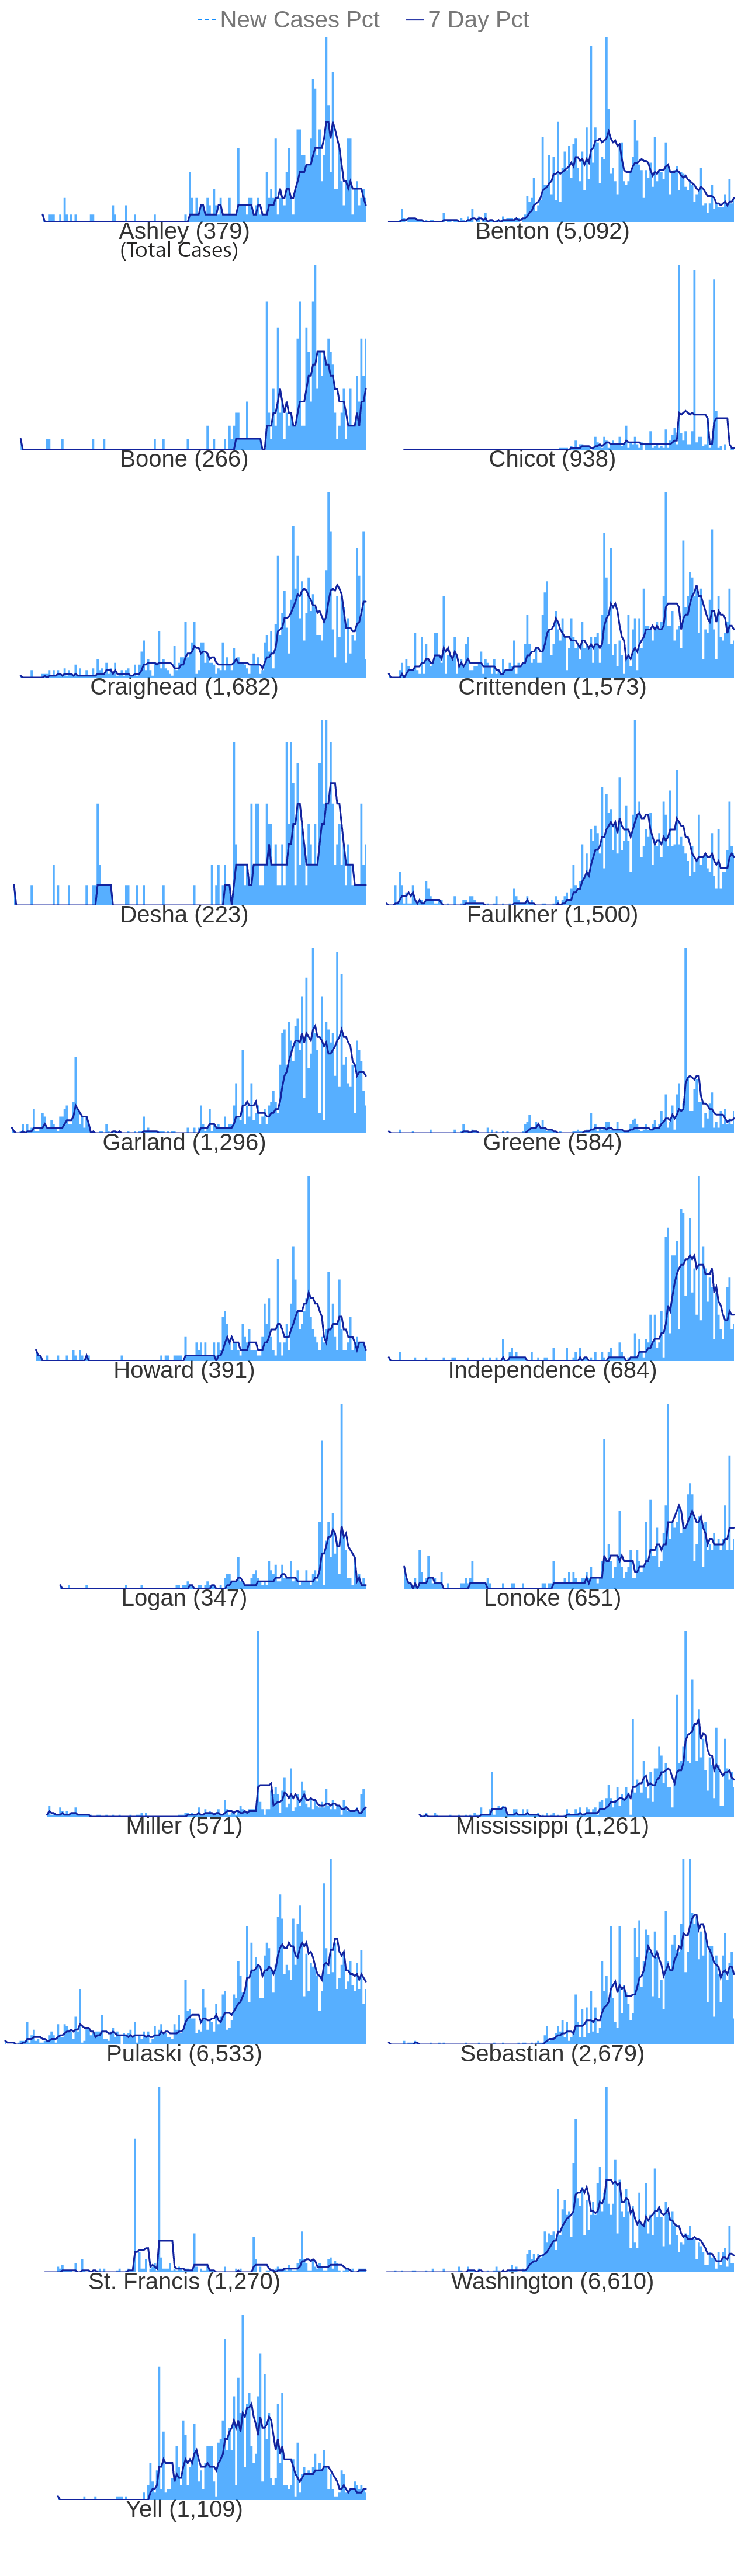 New Cases Pct 7 Day Pct
Ashley (379) Benton (5,092)
(Total Cases)
Boone (266) Chicot (938)
Craighead (1,682) Crittenden (1,573)
Desha (223) Faulkner (1,500)
Garland (1,296) Greene (584)
Howard (391) Independence (684)
Logan (347) Lonoke (651)
Miller (571) Mississippi (1,261)
Pulaski (6,533) Sebastian (2,679)
St. Francis (1,270) Washington (6,610)
Yell (1,109)